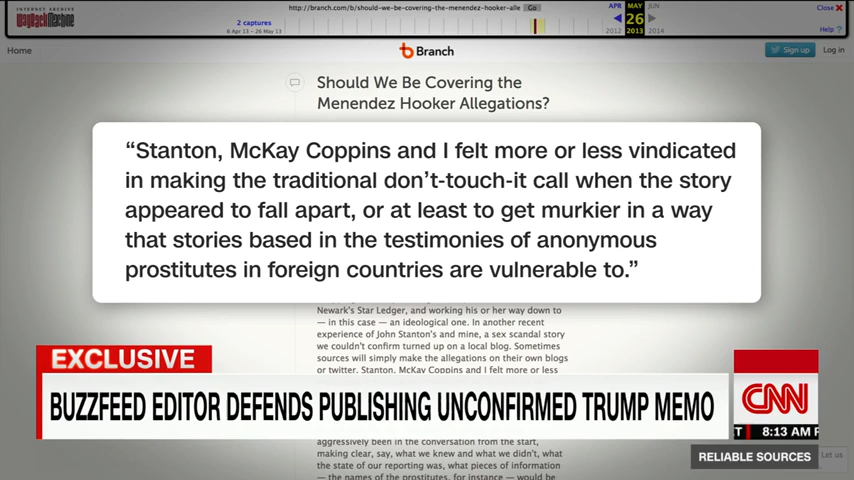 INTERNET ARCHIVE
WayBackMachine
http://branch.com/b/should-we-be-covering-the-menendez-hooker-alle Go
2 captures
6 Apr 13 - 26 May 13
APR MAY JUN
26
2012 2013 2014
Close X
Help ?
Home
Branch
Sign up
Log in
Should We Be Covering the
Menendez Hooker Allegations?
“Stanton, McKay Coppins and I felt more or less vindicated
in making the traditional don’t-touch-it call when the story
appeared to fall apart, or at least to get murkier in a way
that stories based in the testimonies of anonymous
prostitutes in foreign countries are vulnerable to.”
Newark's Star Ledger, and working his or her way down to
— in this case — an ideological one. In another recent
experience of John Stanton's and mine, a sex scandal story
we couldn't confirm turned up on a local blog. Sometimes
sources will simply make the allegations on their own blogs
or twitter. Stanton, McKay Coppins and I felt more or less
EXCLUSIVE
BUZZFEED EDITOR DEFENDS PUBLISHING UNCONFIRMED TRUMP MEMO
CNN
T 8:13 AM P
aggressively been in the conversation from the start,
making clear, say, what we knew and what we didn't, what
the state of our reporting was, what pieces of information
— the names of the prostitutes, for instance — would be
RELIABLE SOURCES
Let us